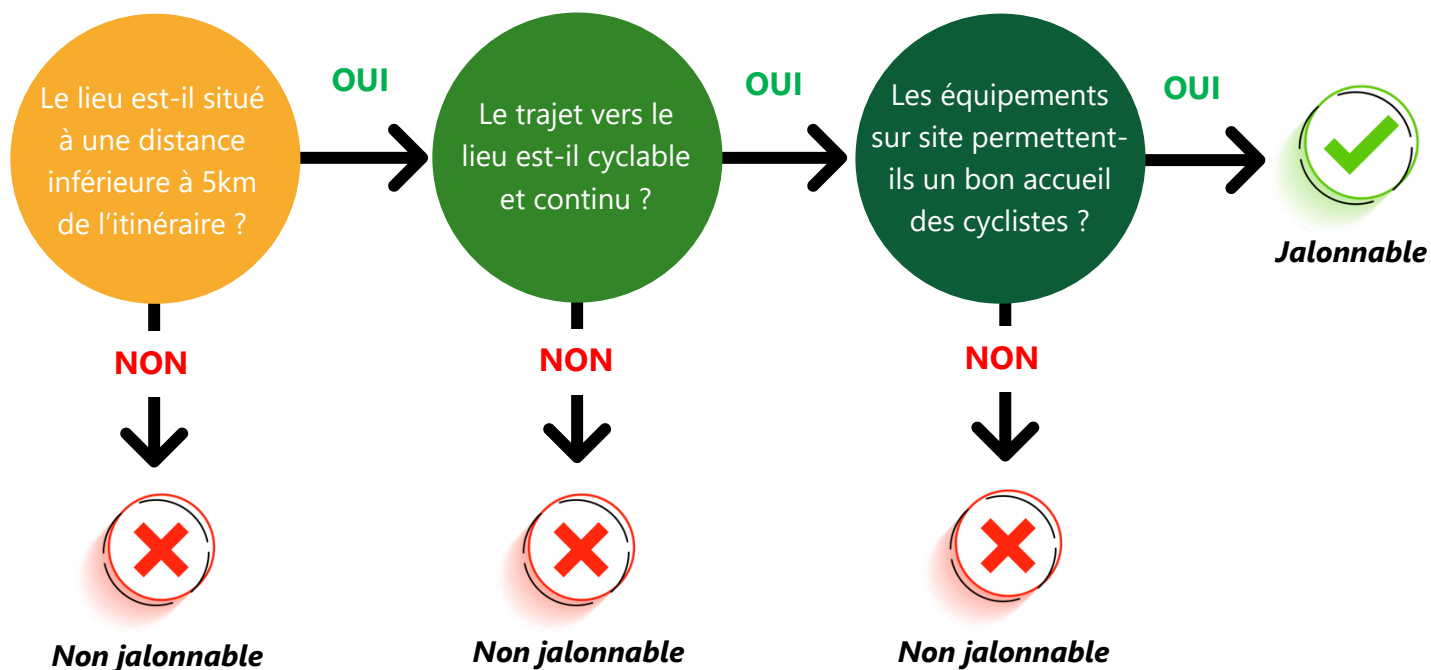 Le lieu est-il situé
à une distance
inférieure à 5km
de l'itinéraire ?
OUI
Le trajet vers le
lieu est-il cyclable
et continu ?
OUI
Les équipements
sur site permettent-
ils un bon accueil
des cyclistes ?
OUI
Jalonnable
NON
NON
NON
Non jalonnable
Non jalonnable
Non jalonnable